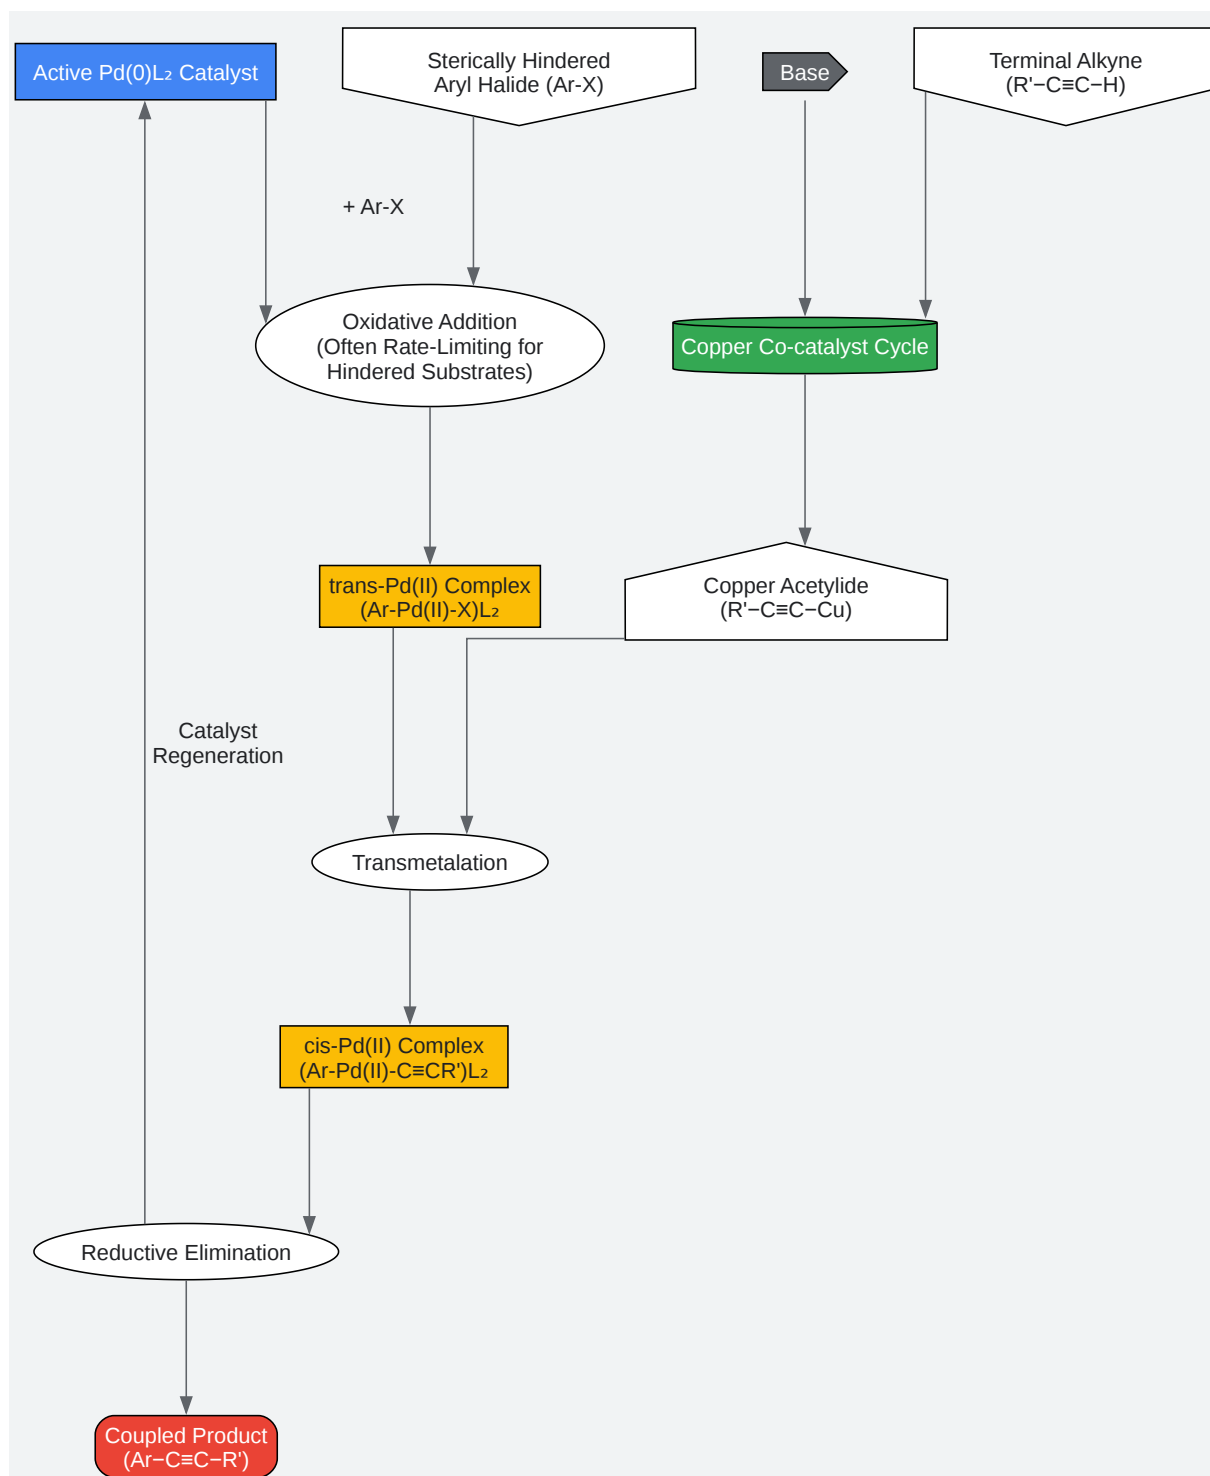 Active Pd(0)L₂ Catalyst
Sterically Hindered
Aryl Halide (Ar-X)
Base
Terminal Alkyne
(R'−C≡C−H)
+ Ar-X
Oxidative Addition
(Often Rate-Limiting for
Hindered Substrates)
Copper Co-catalyst Cycle
trans-Pd(II) Complex
(Ar-Pd(II)-X)L₂
Copper Acetylide
(R'−C≡C−Cu)
Catalyst
Regeneration
Transmetalation
cis-Pd(II) Complex
(Ar-Pd(II)-C≡CR')L₂
Reductive Elimination
Coupled Product
(Ar−C≡C−R')